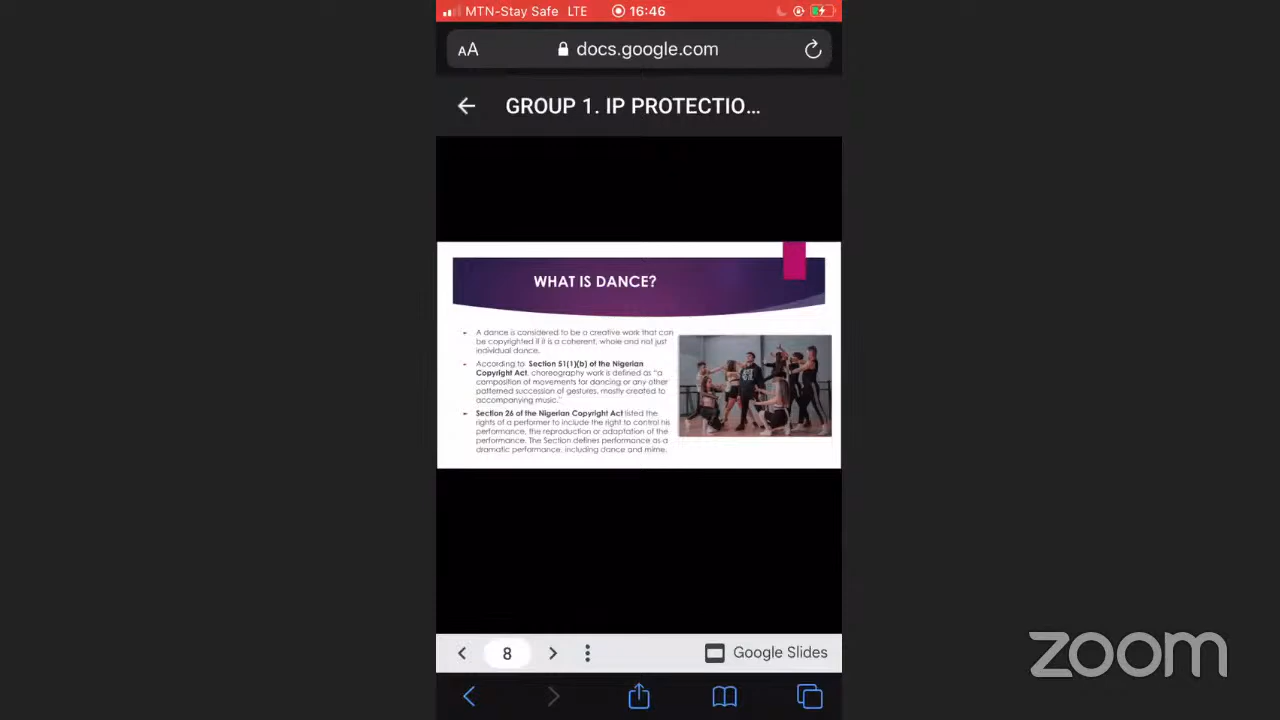 MTN-Stay Safe LTE 16:46
AA docs.google.com
GROUP 1. IP PROTECTIO...
WHAT IS DANCE?
A dance is considered to be a creative work that can
be copyrighted if it is a coherent, whole and not just
individual dance.
According to Section 51(1)(b) of the Nigerian
Copyright Act, choreography work is defined as "a
composition of movements for dancing or any other
patterned succession of gestures, mostly created to
accompanying music."
Section 26 of the Nigerian Copyright Act listed the
rights of a performer to include the right to control his
performance, the reproduction or adaptation of the
performance. The Section defines performance as a
dramatic performance, including dance and mime.
8 Google Slides
zoom